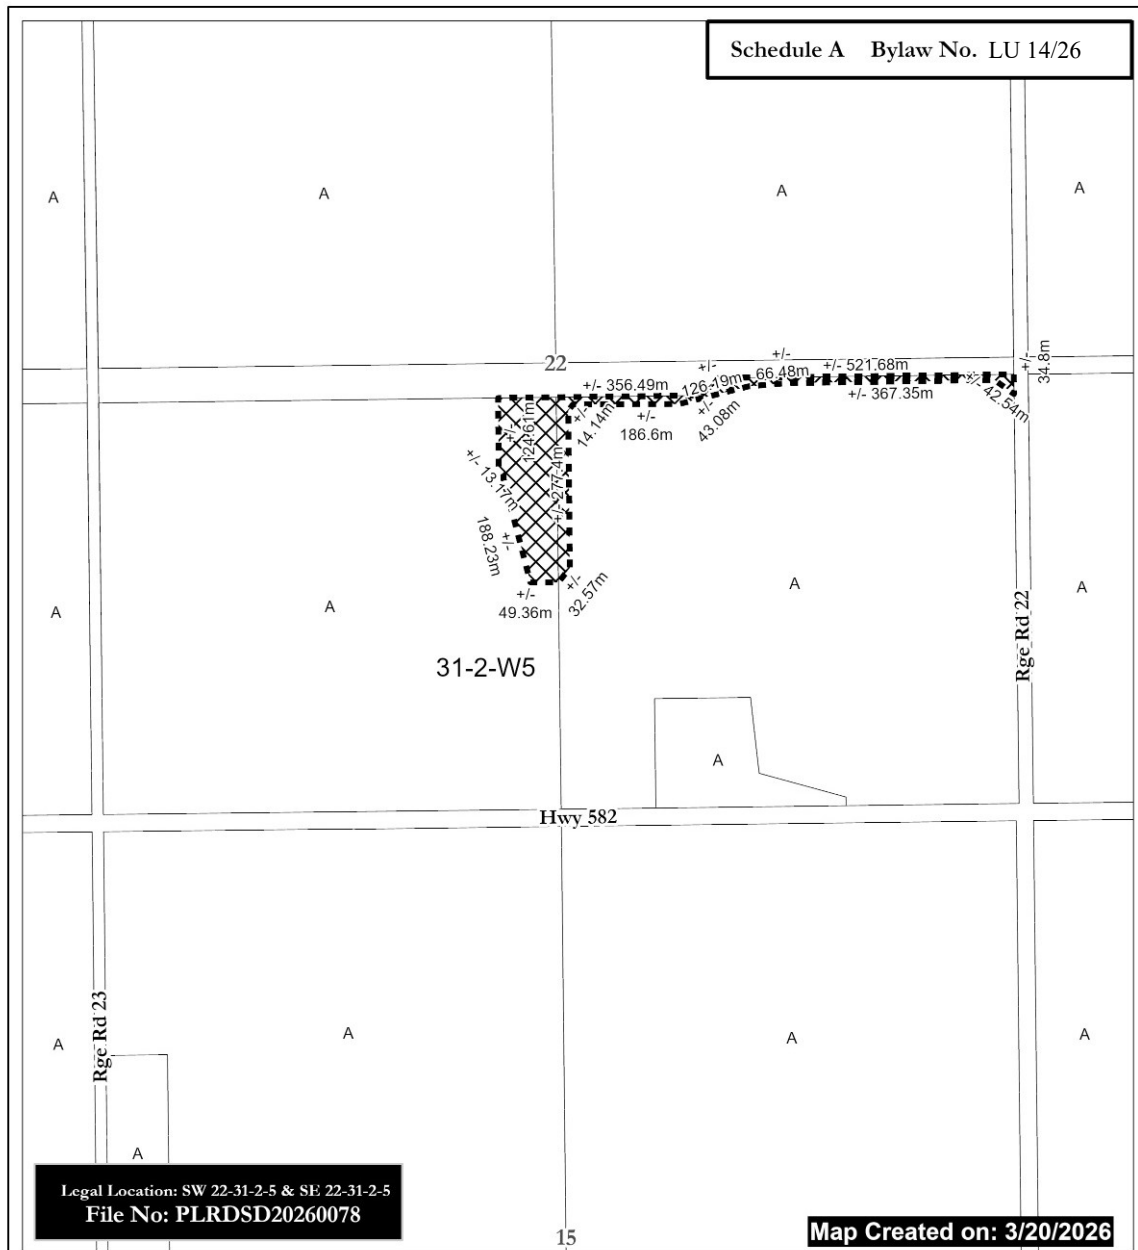 Schedule A Bylaw No. LU 14/26
A
A
A
A
22
+/- 34.8m
+/- 356.49m
+/- 126.19m
+/- 66.48m
+/- 521.68m
+/- 42.54m
+/- 367.35m
+/- 43.08m
+/- 186.6m
+/- 14.14m
+/- 124.61m
+/- 277.4m
+/- 13.17m
+/- 188.23m
+/- 49.36m
+/- 32.57m
A
A
A
A
Rge Rd 22
31-2-W5
A
Hwy 582
Rge Rd 23
A
A
A
A
A
Legal Location: SW 22-31-2-5 & SE 22-31-2-5
File No: PLRDSD20260078
15
Map Created on: 3/20/2026